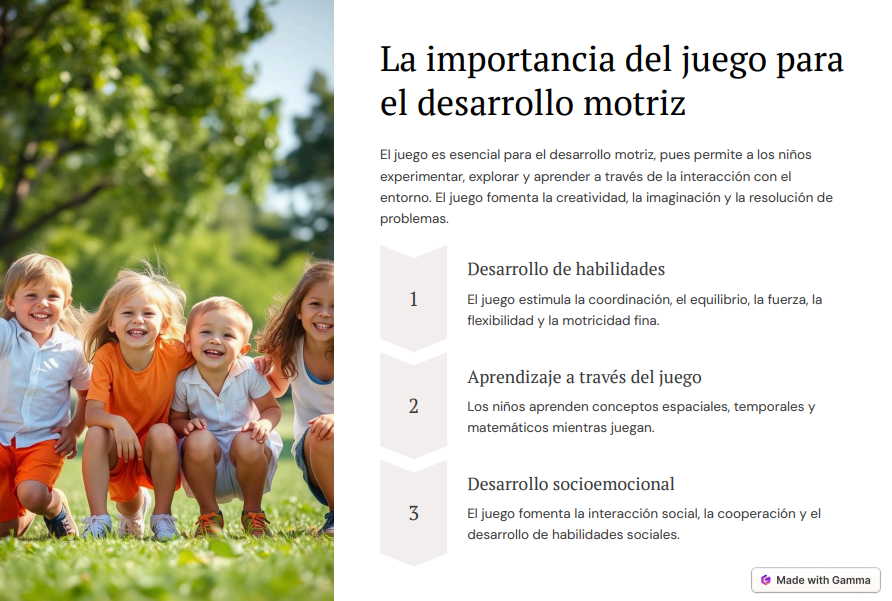 La importancia del juego para
el desarrollo motriz
El juego es esencial para el desarrollo motriz, pues permite a los niños
experimentar, explorar y aprender a través de la interacción con el
entorno. El juego fomenta la creatividad, la imaginación y la resolución de
problemas.
1
Desarrollo de habilidades
El juego estimula la coordinación, el equilibrio, la fuerza, la
flexibilidad y la motricidad fina.
2
Aprendizaje a través del juego
Los niños aprenden conceptos espaciales, temporales y
matemáticos mientras juegan.
3
Desarrollo socioemocional
El juego fomenta la interacción social, la cooperación y el
desarrollo de habilidades sociales.
Made with Gamma